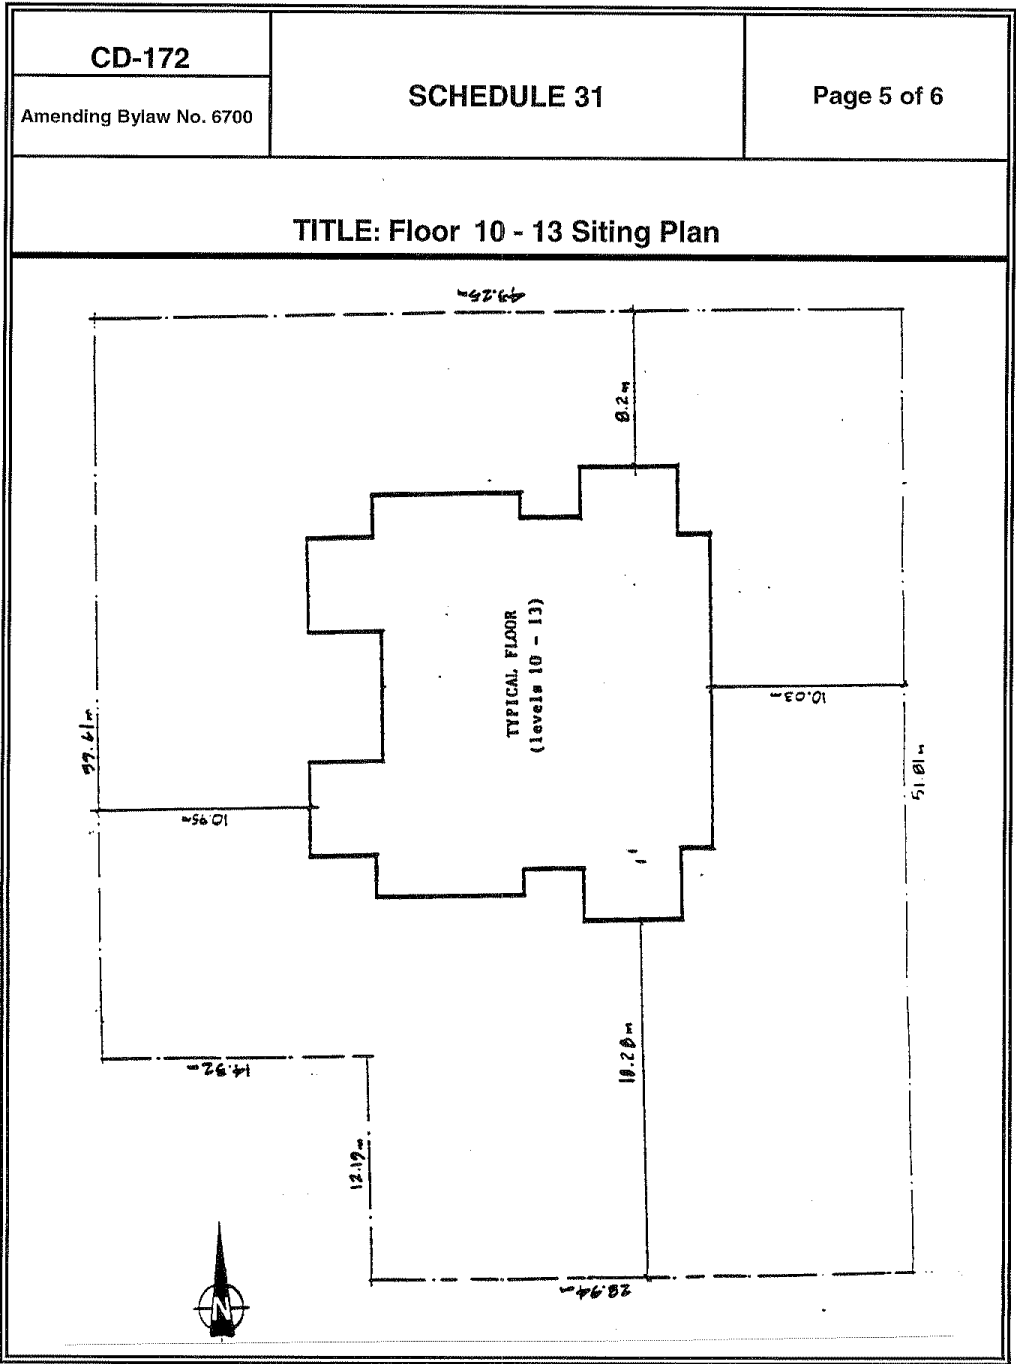 CD-172
Amending Bylaw No. 6700
SCHEDULE 31
Page 5 of 6
TITLE: Floor 10 - 13 Siting Plan
43.25m
8.2m
TYPICAL FLOOR
(levels 10 - 13)
10.03m
39.61m
51.81m
10.95m
18.28m
14.32m
12.19m
28.94m
N